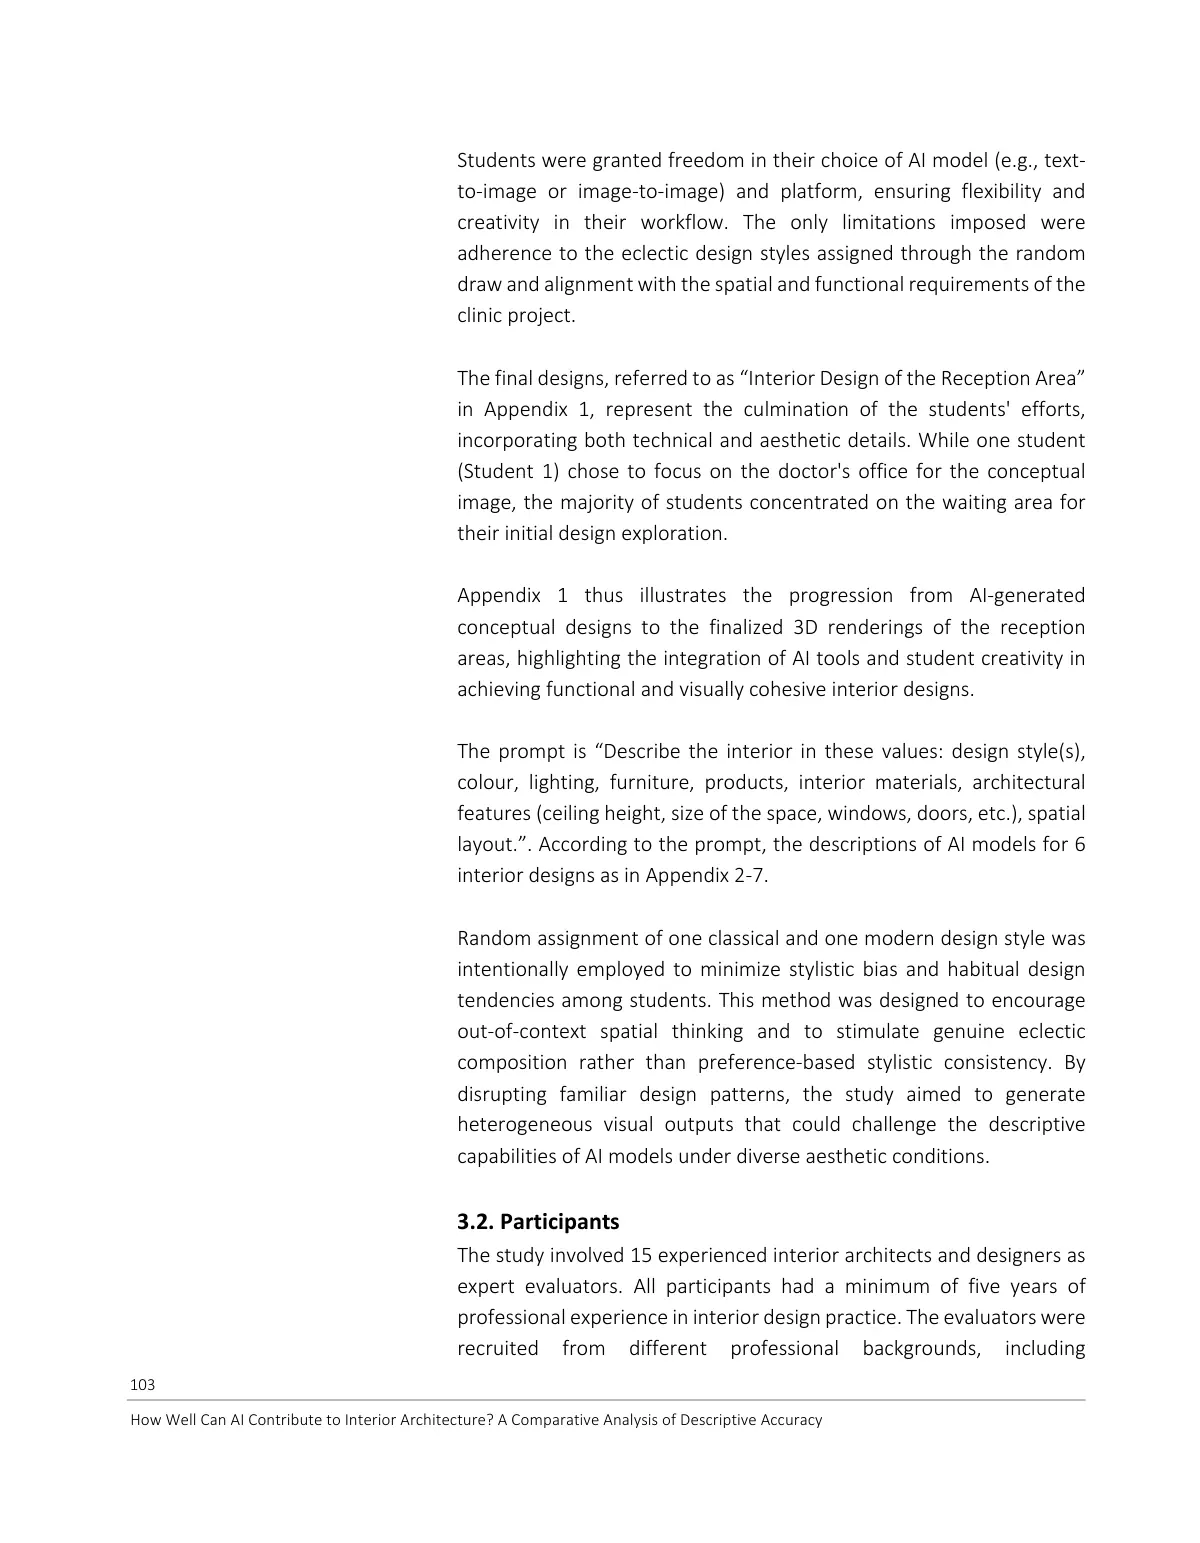 Students were granted freedom in their choice of AI model (e.g., text-
to-image or image-to-image) and platform, ensuring flexibility and
creativity in their workflow. The only limitations imposed were
adherence to the eclectic design styles assigned through the random
draw and alignment with the spatial and functional requirements of the
clinic project.
The final designs, referred to as “Interior Design of the Reception Area”
in Appendix 1, represent the culmination of the students' efforts,
incorporating both technical and aesthetic details. While one student
(Student 1) chose to focus on the doctor's office for the conceptual
image, the majority of students concentrated on the waiting area for
their initial design exploration.
Appendix 1 thus illustrates the progression from AI-generated
conceptual designs to the finalized 3D renderings of the reception
areas, highlighting the integration of AI tools and student creativity in
achieving functional and visually cohesive interior designs.
The prompt is “Describe the interior in these values: design style(s),
colour, lighting, furniture, products, interior materials, architectural
features (ceiling height, size of the space, windows, doors, etc.), spatial
layout.”. According to the prompt, the descriptions of AI models for 6
interior designs as in Appendix 2-7.
Random assignment of one classical and one modern design style was
intentionally employed to minimize stylistic bias and habitual design
tendencies among students. This method was designed to encourage
out-of-context spatial thinking and to stimulate genuine eclectic
composition rather than preference-based stylistic consistency. By
disrupting familiar design patterns, the study aimed to generate
heterogeneous visual outputs that could challenge the descriptive
capabilities of AI models under diverse aesthetic conditions.
3.2. Participants
The study involved 15 experienced interior architects and designers as
expert evaluators. All participants had a minimum of five years of
professional experience in interior design practice. The evaluators were
recruited from different professional backgrounds, including
103
How Well Can AI Contribute to Interior Architecture? A Comparative Analysis of Descriptive Accuracy